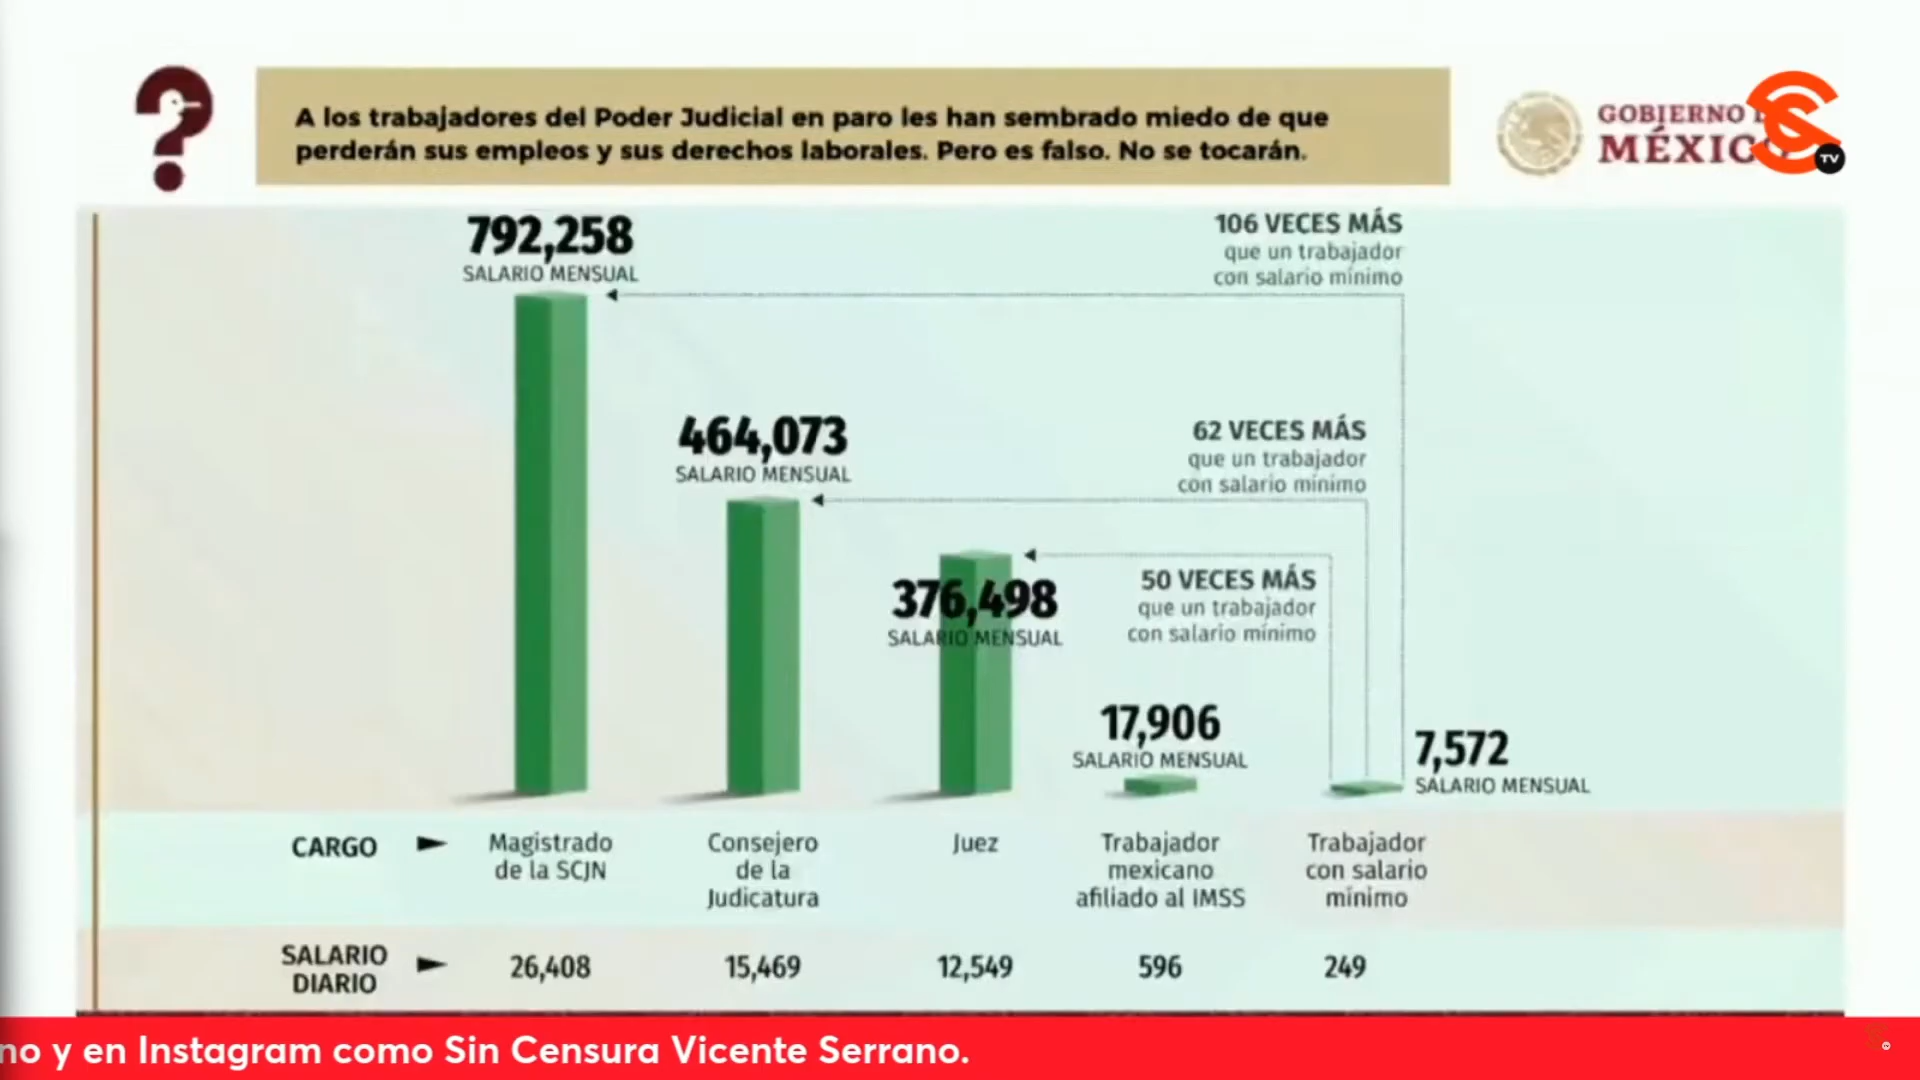 A los trabajadores del Poder Judicial en paro les han sembrado miedo de que
perderán sus empleos y sus derechos laborales. Pero es falso. No se tocarán.
GOBIERNO
MÉXICO
TV
792,258
SALARIO MENSUAL
106 VECES MÁS
que un trabajador
con salario mínimo
464,073
SALARIO MENSUAL
62 VECES MÁS
que un trabajador
con salario mínimo
376,498
SALARIO MENSUAL
50 VECES MÁS
que un trabajador
con salario mínimo
17,906
SALARIO MENSUAL
7,572
SALARIO MENSUAL
CARGO
Magistrado
de la SCJN
Consejero
de la
Judicatura
Juez
Trabajador
mexicano
afiliado al IMSS
Trabajador
con salario
mínimo
SALARIO
DIARIO
26,408
15,469
12,549
596
249
no y en Instagram como Sin Censura Vicente Serrano.